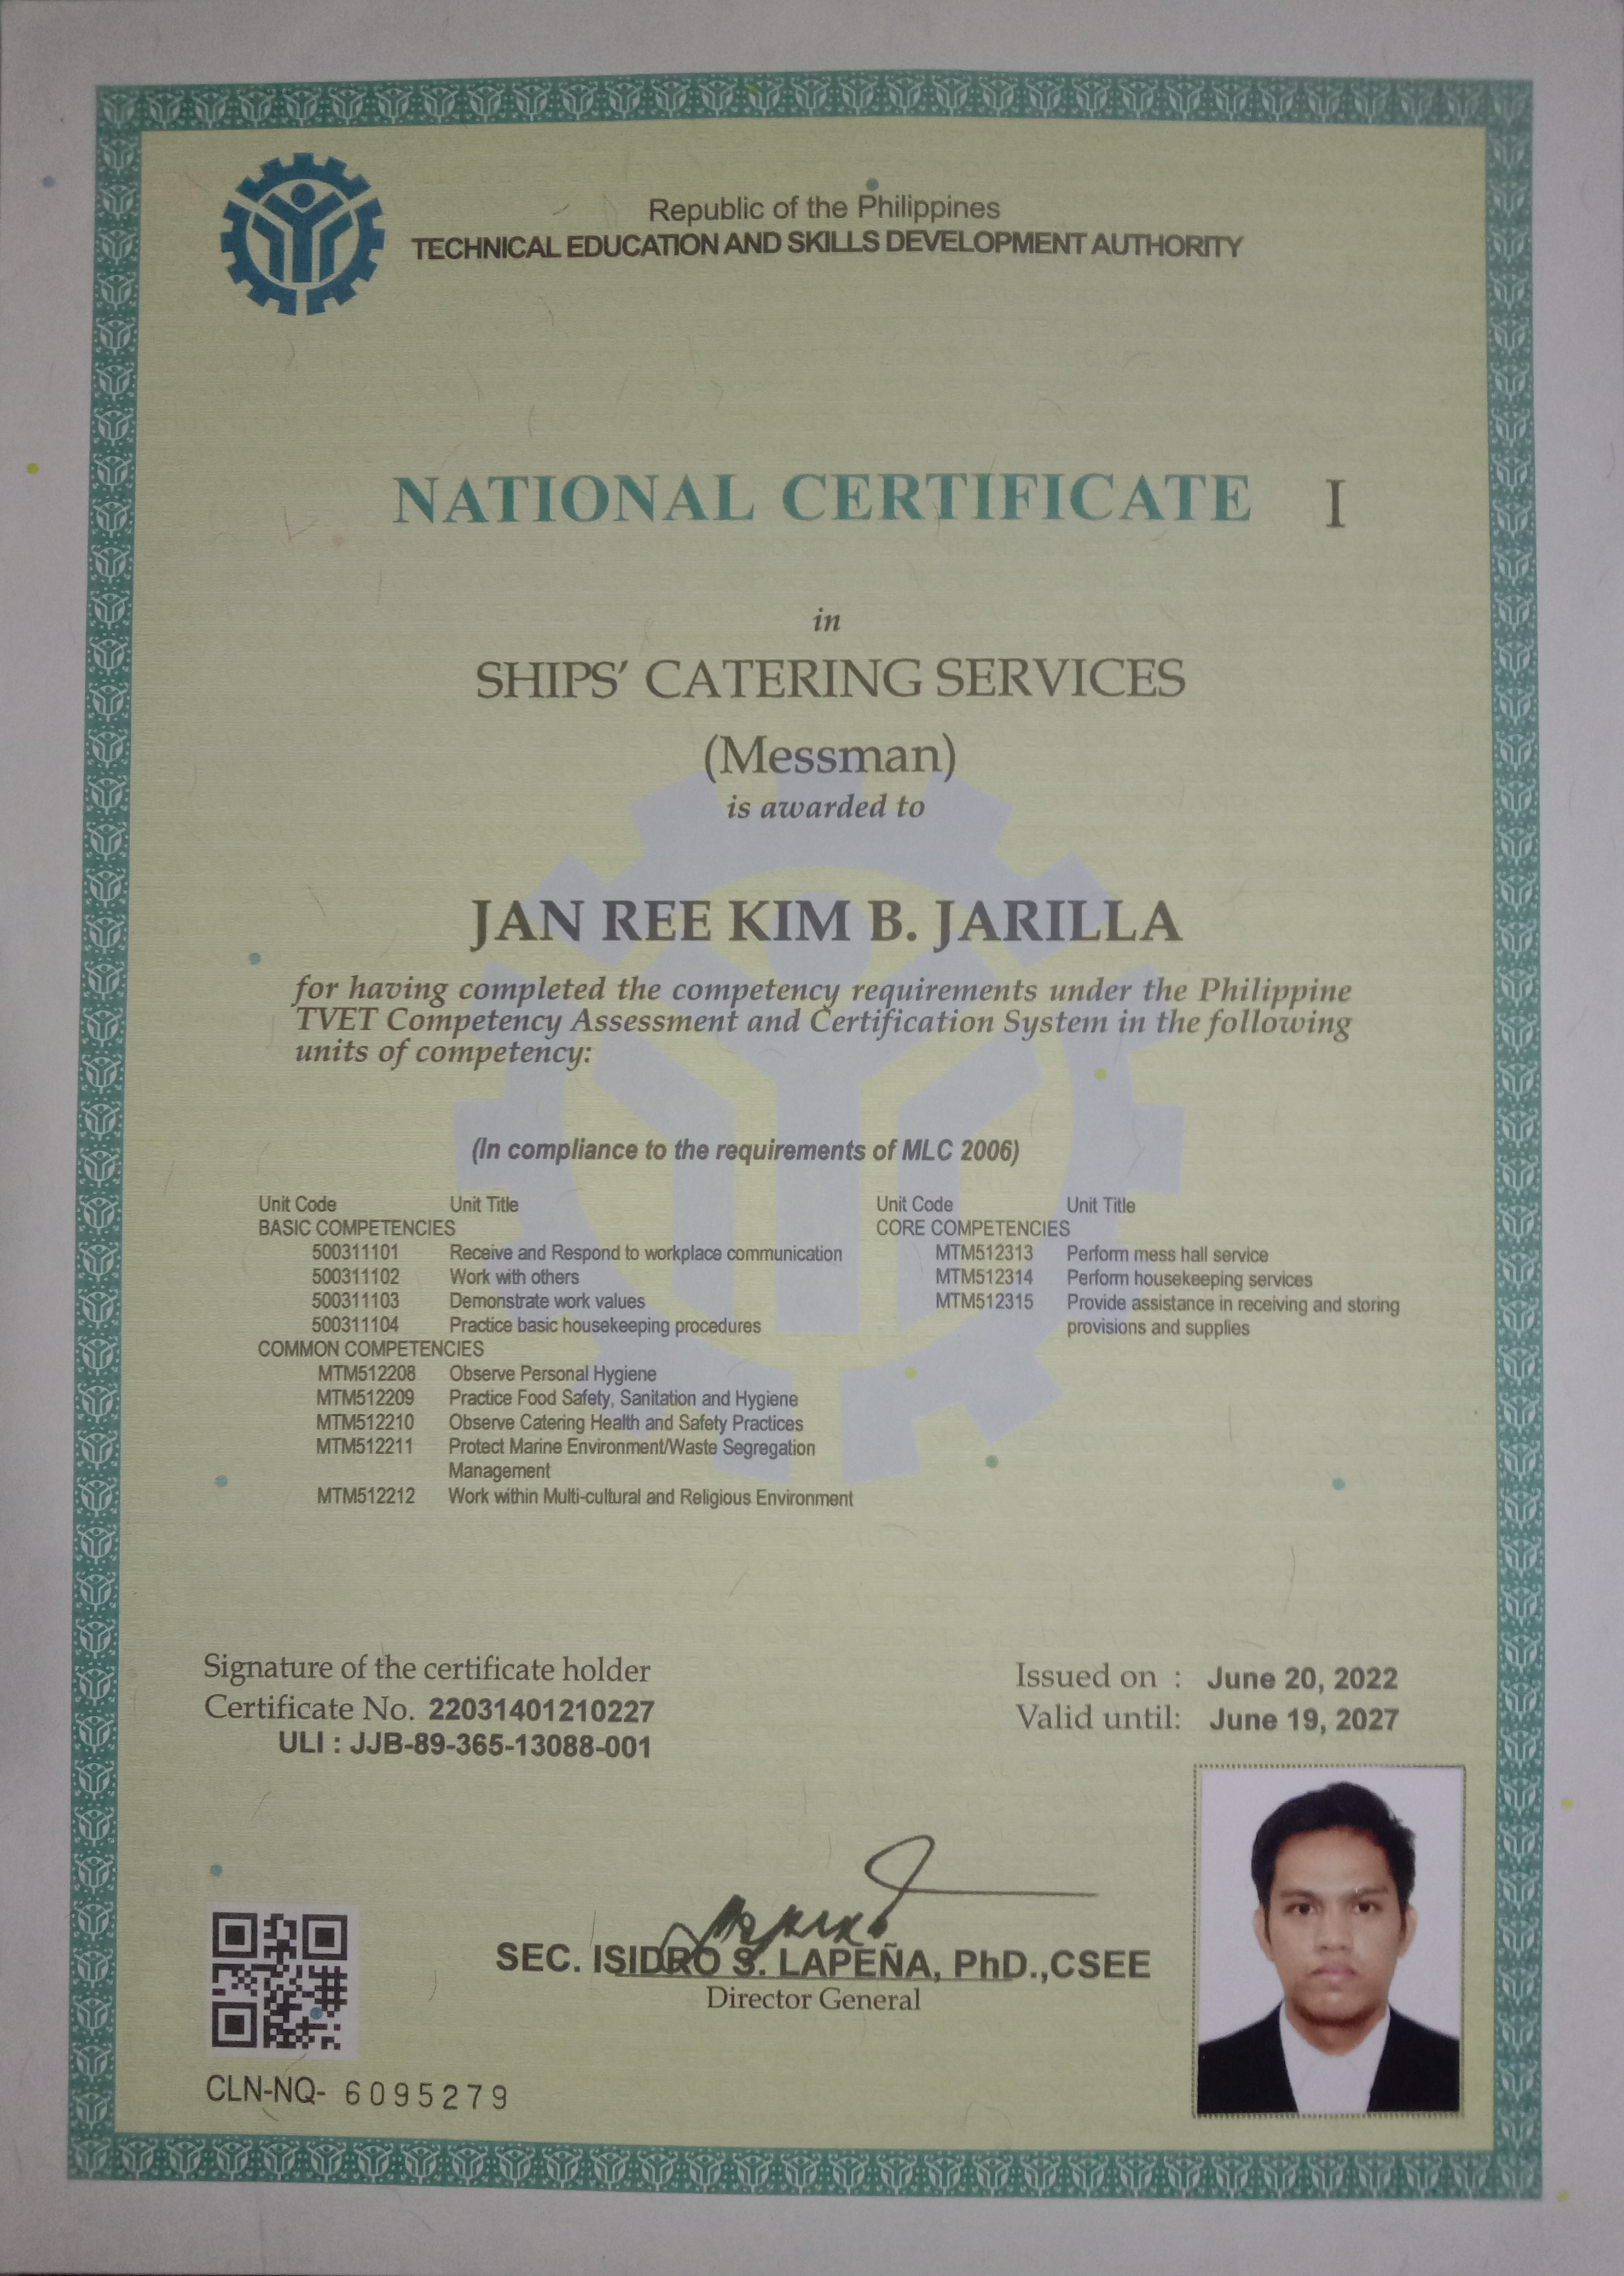 Republic of the Philippines
TECHNICAL EDUCATION AND SKILLS DEVELOPMENT AUTHORITY
NATIONAL CERTIFICATE I
in
SHIPS' CATERING SERVICES
(Messman)
is awarded to
JAN REE KIM B. JARILLA
for having completed the competency requirements under the Philippine
TVET Competency Assessment and Certification System in the following
units of competency:
(In compliance to the requirements of MLC 2006)
Unit Code Unit Title
BASIC COMPETENCIES
500311101 Receive and Respond to workplace communication
500311102 Work with others
500311103 Demonstrate work values
500311104 Practice basic housekeeping procedures
COMMON COMPETENCIES
MTM512208 Observe Personal Hygiene
MTM512209 Practice Food Safety, Sanitation and Hygiene
MTM512210 Observe Catering Health and Safety Practices
MTM512211 Protect Marine Environment/Waste Segregation
Management
MTM512212 Work within Multi-cultural and Religious Environment
Unit Code Unit Title
CORE COMPETENCIES
MTM512313 Perform mess hall service
MTM512314 Perform housekeeping services
MTM512315 Provide assistance in receiving and storing
provisions and supplies
Signature of the certificate holder
Certificate No. 22031401210227
ULI : JJB-89-365-13088-001
Issued on : June 20, 2022
Valid until: June 19, 2027
SEC. ISIDRO S. LAPEÑA, PhD.,CSEE
Director General
CLN-NQ- 6095279